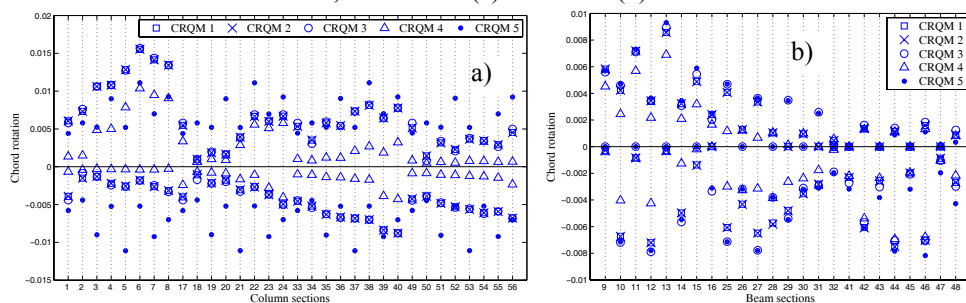 (a) (b)
CRQM 1 CRQM 2 CRQM 3 CRQM 4 CRQM 5
a)
0.02
0.015
0.01
0.005
0
−0.005
−0.01
−0.015
Chord rotation
1 2 3 4 5 6 7 8 17 18 19 20 21 22 23 24 33 34 35 36 37 38 39 40 49 50 51 52 53 54 55 56
Column sections
b)
CRQM 1
CRQM 2
CRQM 3
CRQM 4
CRQM 5
0.01
0.008
0.006
0.004
0.002
0
−0.002
−0.004
−0.006
−0.008
−0.01
Chord rotation
9 10 11 12 13 14 15 16 25 26 27 28 29 30 31 32 41 42 43 44 45 46 47 48
Beam sections